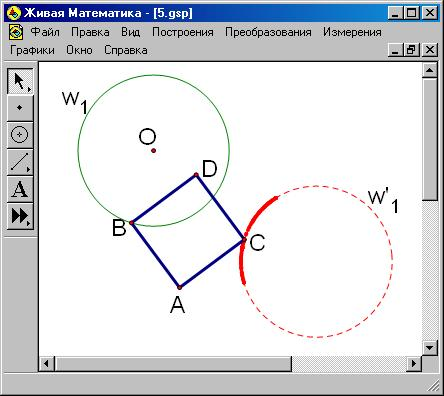 Живая Математика - [5.gsp]
Файл Правка Вид Построения Преобразования Измерения
Графики Окно Справка
W1
O
D
W'1
B
C
A
A